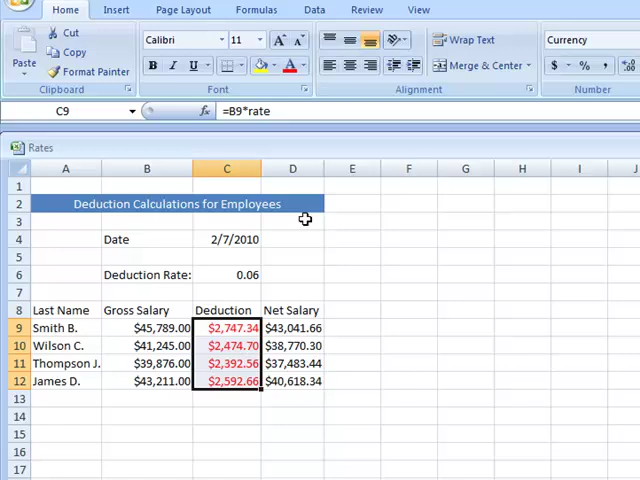 Home Insert Page Layout Formulas Data Review View
Paste
Cut
Copy
Format Painter
Clipboard
Calibri 11 A A
B I U A
Font
Wrap Text
Merge & Center
Alignment
Currency
$ % , .00
Number
C9 fx =B9*rate
Rates
A B C D E F G H I J
1
2 Deduction Calculations for Employees
3
4 Date 2/7/2010
5
6 Deduction Rate: 0.06
7
8 Last Name Gross Salary Deduction Net Salary
9 Smith B. $45,789.00 $2,747.34 $43,041.66
10 Wilson C. $41,245.00 $2,474.70 $38,770.30
11 Thompson J. $39,876.00 $2,392.56 $37,483.44
12 James D. $43,211.00 $2,592.66 $40,618.34
13
14
15
16
17